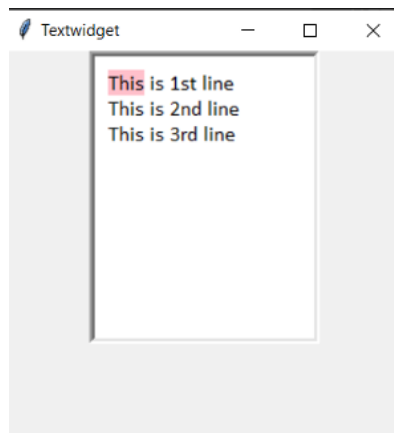 Textwidget
This is 1st line
This is 2nd line
This is 3rd line